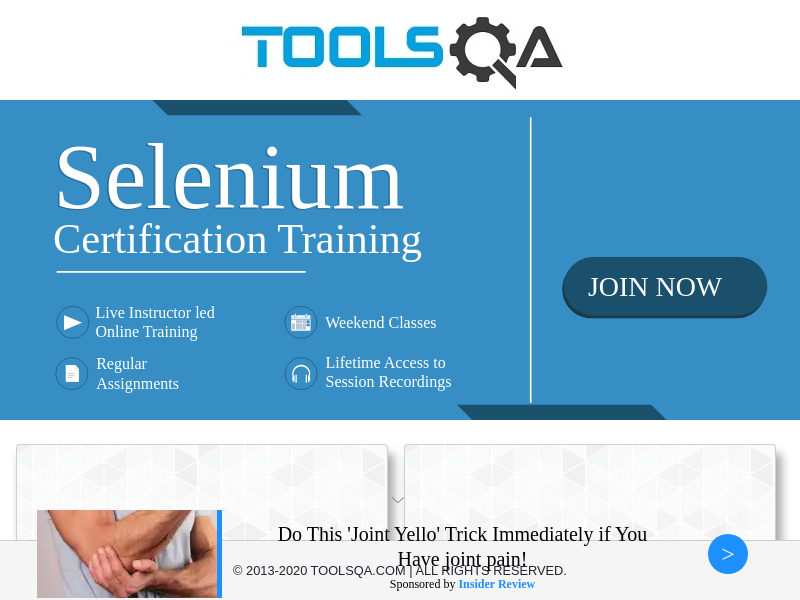 TOOLSQA
Selenium
Certification Training
Live Instructor led
Online Training
Weekend Classes
Regular
Assignments
Lifetime Access to
Session Recordings
JOIN NOW
Do This 'Joint Yello' Trick Immediately if You
Have joint pain!
© 2013-2020 TOOLSQA.COM | ALL RIGHTS RESERVED.
Sponsored by Insider Review
>